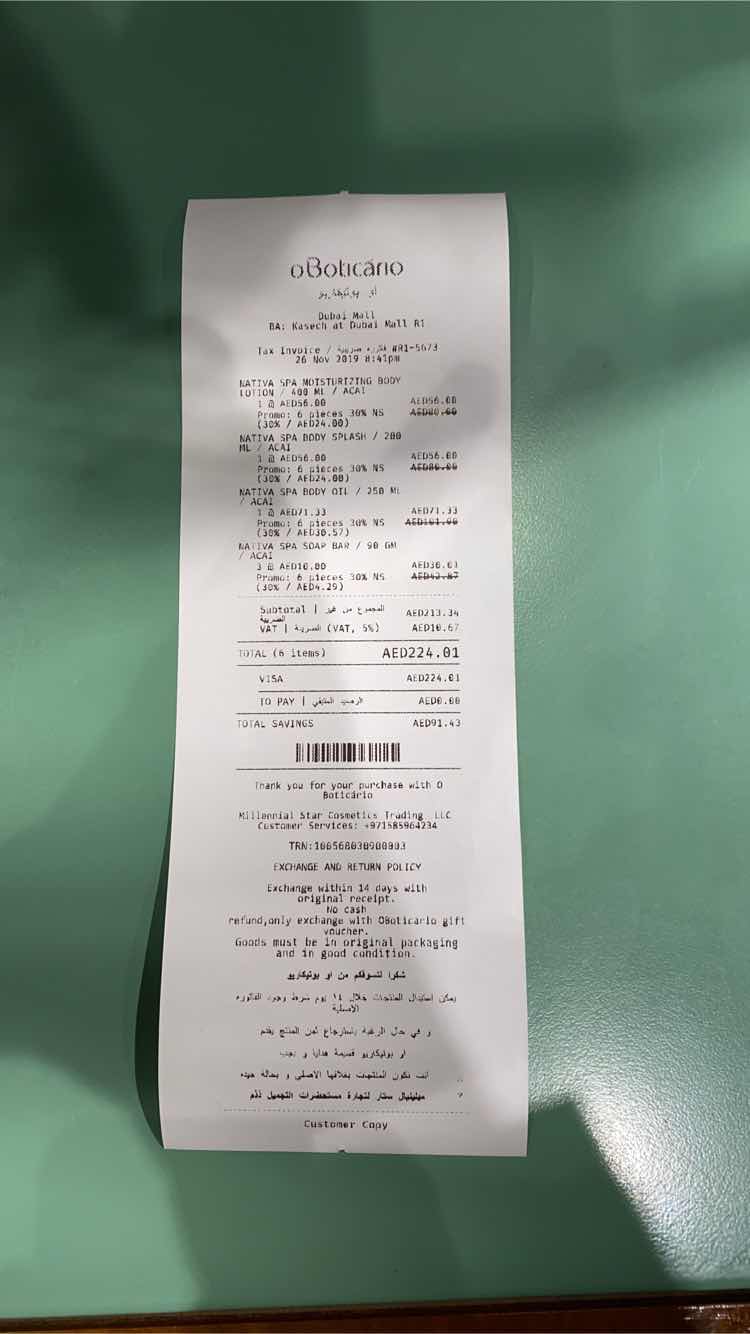 oBoticário
أو بوتيكاريو
Dubai Mall
BA: Kasech at Dubai Mall R1
Tax Invoice / فاتورة ضريبية #R1-5673
26 Nov 2019 8:41pm
NATIVA SPA MOISTURIZING BODY
LOTION / 400 ML / ACAI
1 @ AED56.00 AED56.00
Promo: 6 pieces 30% NS AED80.00
(30% / AED24.00)
NATIVA SPA BODY SPLASH / 200
ML / ACAI
1 @ AED56.00 AED56.00
Promo: 6 pieces 30% NS AED80.00
(30% / AED24.00)
NATIVA SPA BODY OIL / 250 ML
/ ACAI
1 @ AED71.33 AED71.33
Promo: 6 pieces 30% NS AED101.90
(30% / AED30.57)
NATIVA SPA SOAP BAR / 90 GM
/ ACAI
3 @ AED10.00 AED30.01
Promo: 6 pieces 30% NS AED42.87
(30% / AED4.29)
Subtotal | المجموع من غير
الضريبة AED213.34
VAT | الضريبة (VAT, 5%) AED10.67
TOTAL (6 items) AED224.01
VISA AED224.01
TO PAY | الرصيد المتبقي AED0.00
TOTAL SAVINGS AED91.43
Thank you for your purchase with O
Boticário
Millennial Star Cosmetics Trading LLC
Customer Services: +971585964234
TRN:100568030900003
EXCHANGE AND RETURN POLICY
Exchange within 14 days with
original receipt.
No cash
refund,only exchange with OBoticario gift
voucher.
Goods must be in original packaging
and in good condition.
شكرا لتسوقكم من او بوتيكاريو
يمكن استبدال المنتجات خلال ١٤ يوم شرط وجود الفاتوره
الاصلية
و في حال الرغبة باسترجاع ثمن المنتج يقدم
او بوتيكاريو قسيمة هدايا و يجب
أنت تكون المنتجات بغلافها الاصلي و بحالة جيده
ميلينيال ستار لتجارة مستحضرات التجميل ذذم
Customer Copy